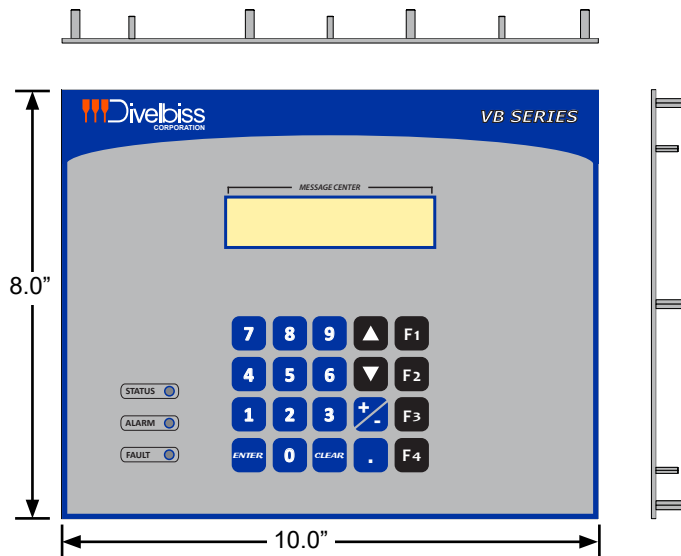 Divelbiss
CORPORATION
VB SERIES
MESSAGE CENTER
8.0”
7 8 9 F1
4 5 6 F2
STATUS
1 2 3 +/- F3
ALARM
ENTER 0 CLEAR . F4
FAULT
10.0”